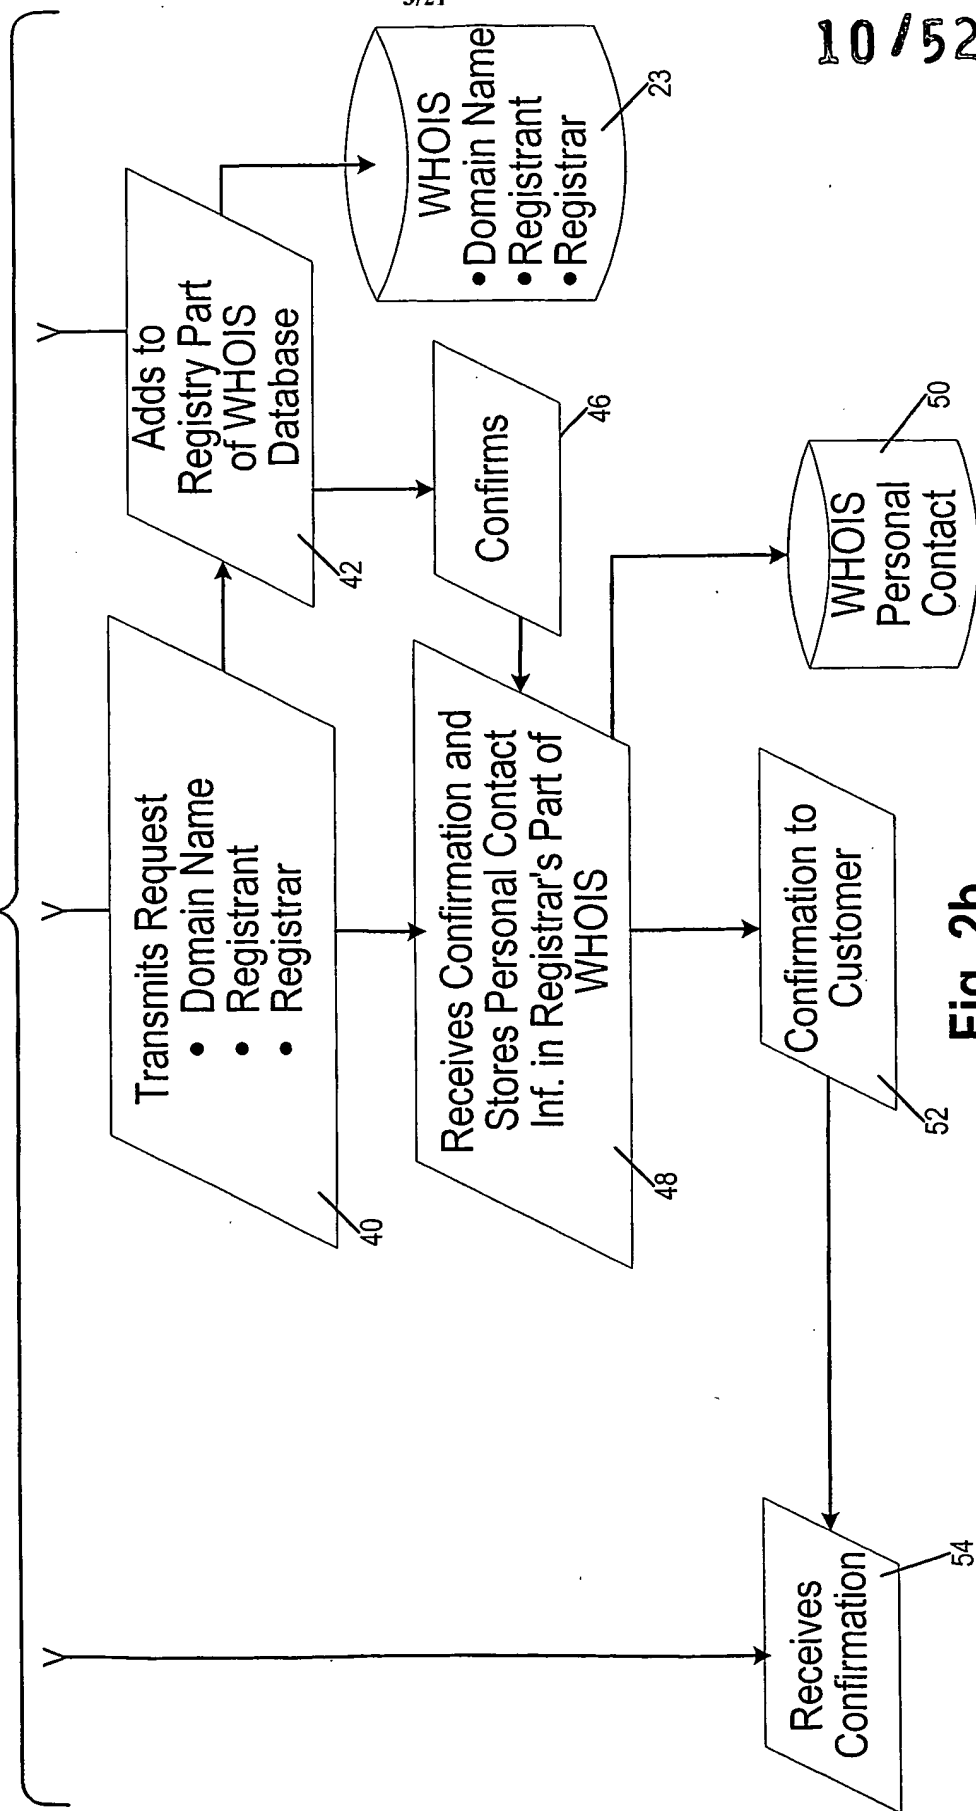 10/52
Transmits Request
• Domain Name
• Registrant
• Registrar
40
Adds to
Registry Part
of WHOIS
Database
42
WHOIS
• Domain Name
• Registrant
• Registrar
23
Confirms
46
Receives Confirmation and
Stores Personal Contact
Inf. in Registrar's Part of
WHOIS
48
WHOIS
Personal
Contact
50
Confirmation to
Customer
52
Receives
Confirmation
54
Fig. 2b